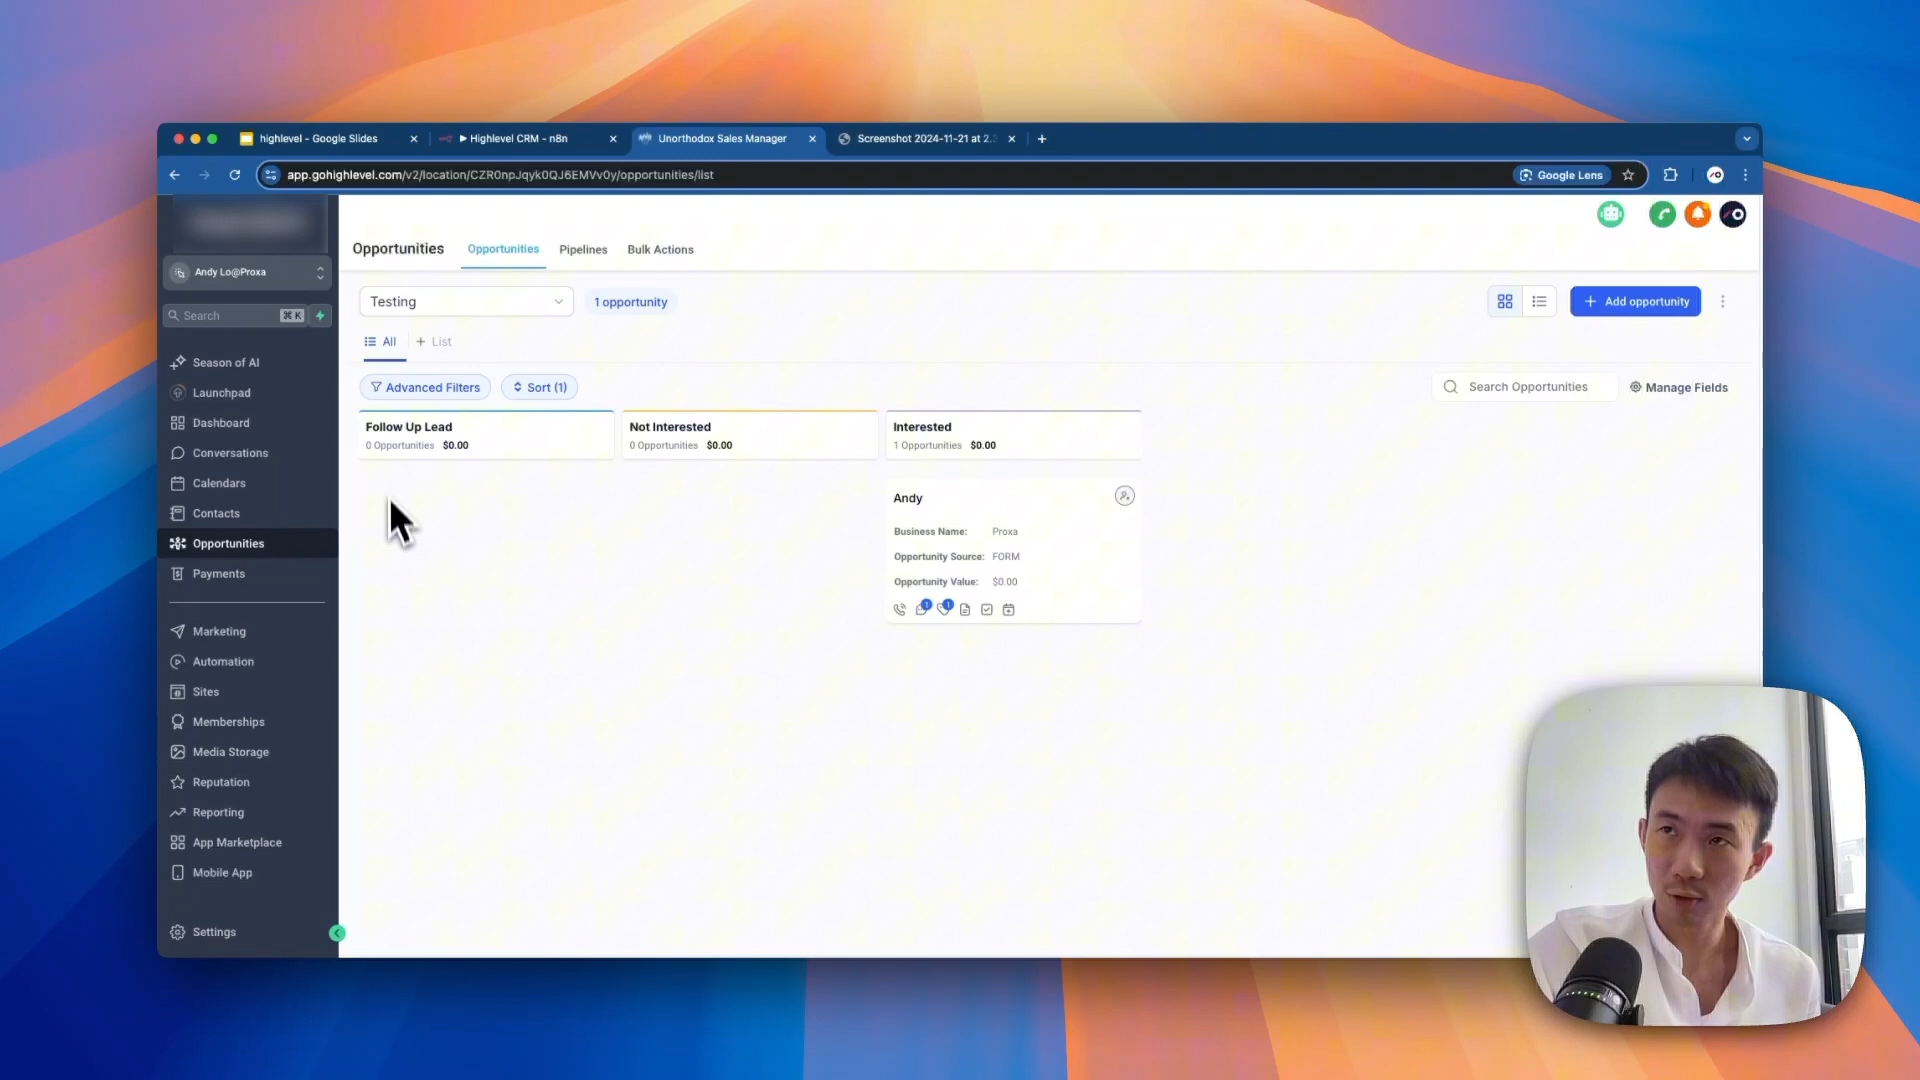 highlevel - Google Slides
▶ Highlevel CRM - n8n
Unorthodox Sales Manager
Screenshot 2024-11-21 at 2.
app.gohighlevel.com/v2/location/CZR0npJqyk0QJ6EMVv0y/opportunities/list
Google Lens
Opportunities
Opportunities
Pipelines
Bulk Actions
Andy Lo@Proxa
Search
⌘ K
Season of AI
Launchpad
Dashboard
Conversations
Calendars
Contacts
Opportunities
Payments
Marketing
Automation
Sites
Memberships
Media Storage
Reputation
Reporting
App Marketplace
Mobile App
Settings
Testing
1 opportunity
+ Add opportunity
All
+ List
Advanced Filters
Sort (1)
Search Opportunities
Manage Fields
Follow Up Lead
0 Opportunities $0.00
Not Interested
0 Opportunities $0.00
Interested
1 Opportunities $0.00
Andy
Business Name: Proxa
Opportunity Source: FORM
Opportunity Value: $0.00
1
1